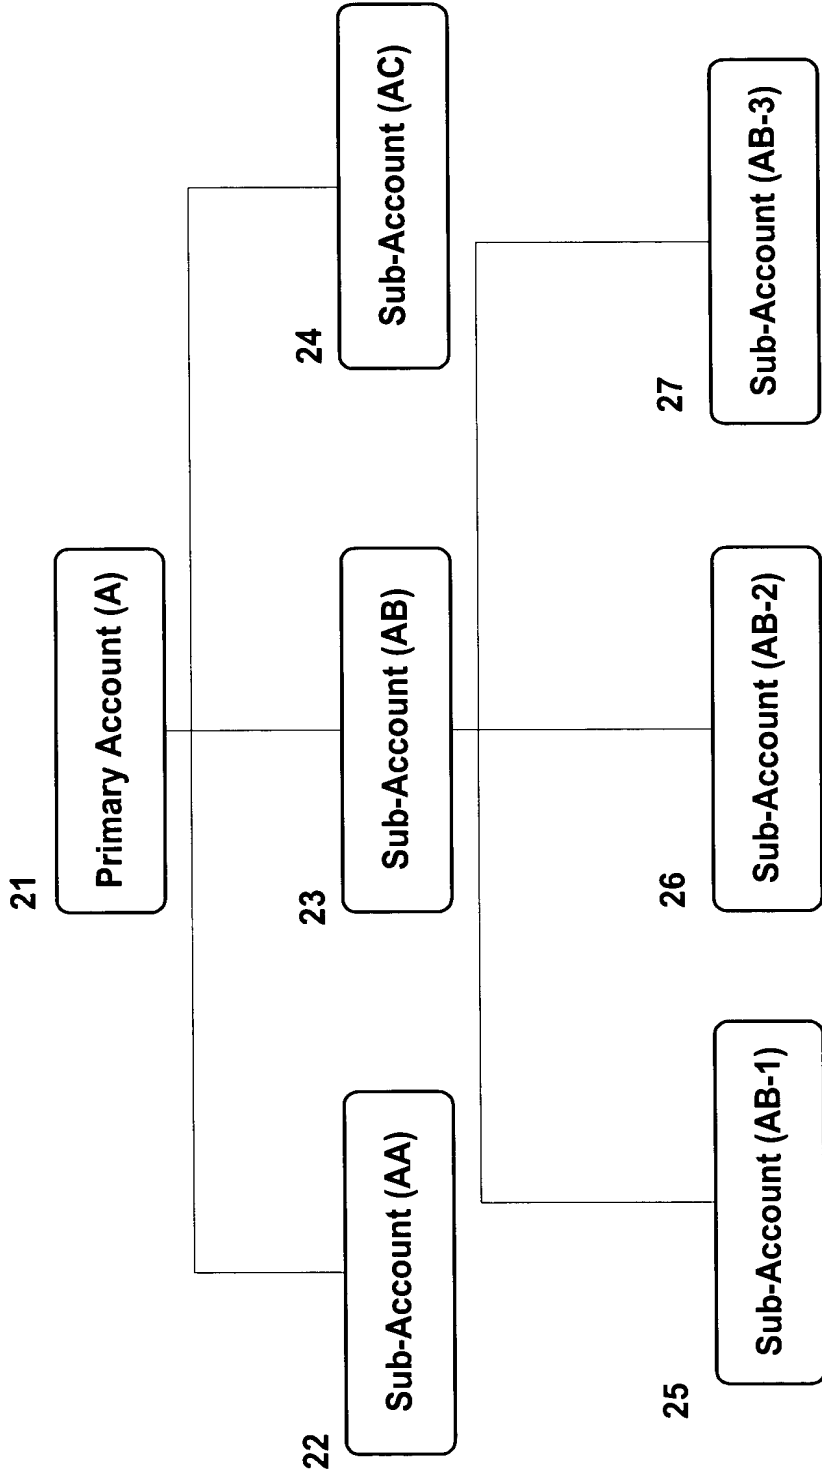 21
Primary Account (A)
22
Sub-Account (AA)
23
Sub-Account (AB)
24
Sub-Account (AC)
25
Sub-Account (AB-1)
26
Sub-Account (AB-2)
27
Sub-Account (AB-3)